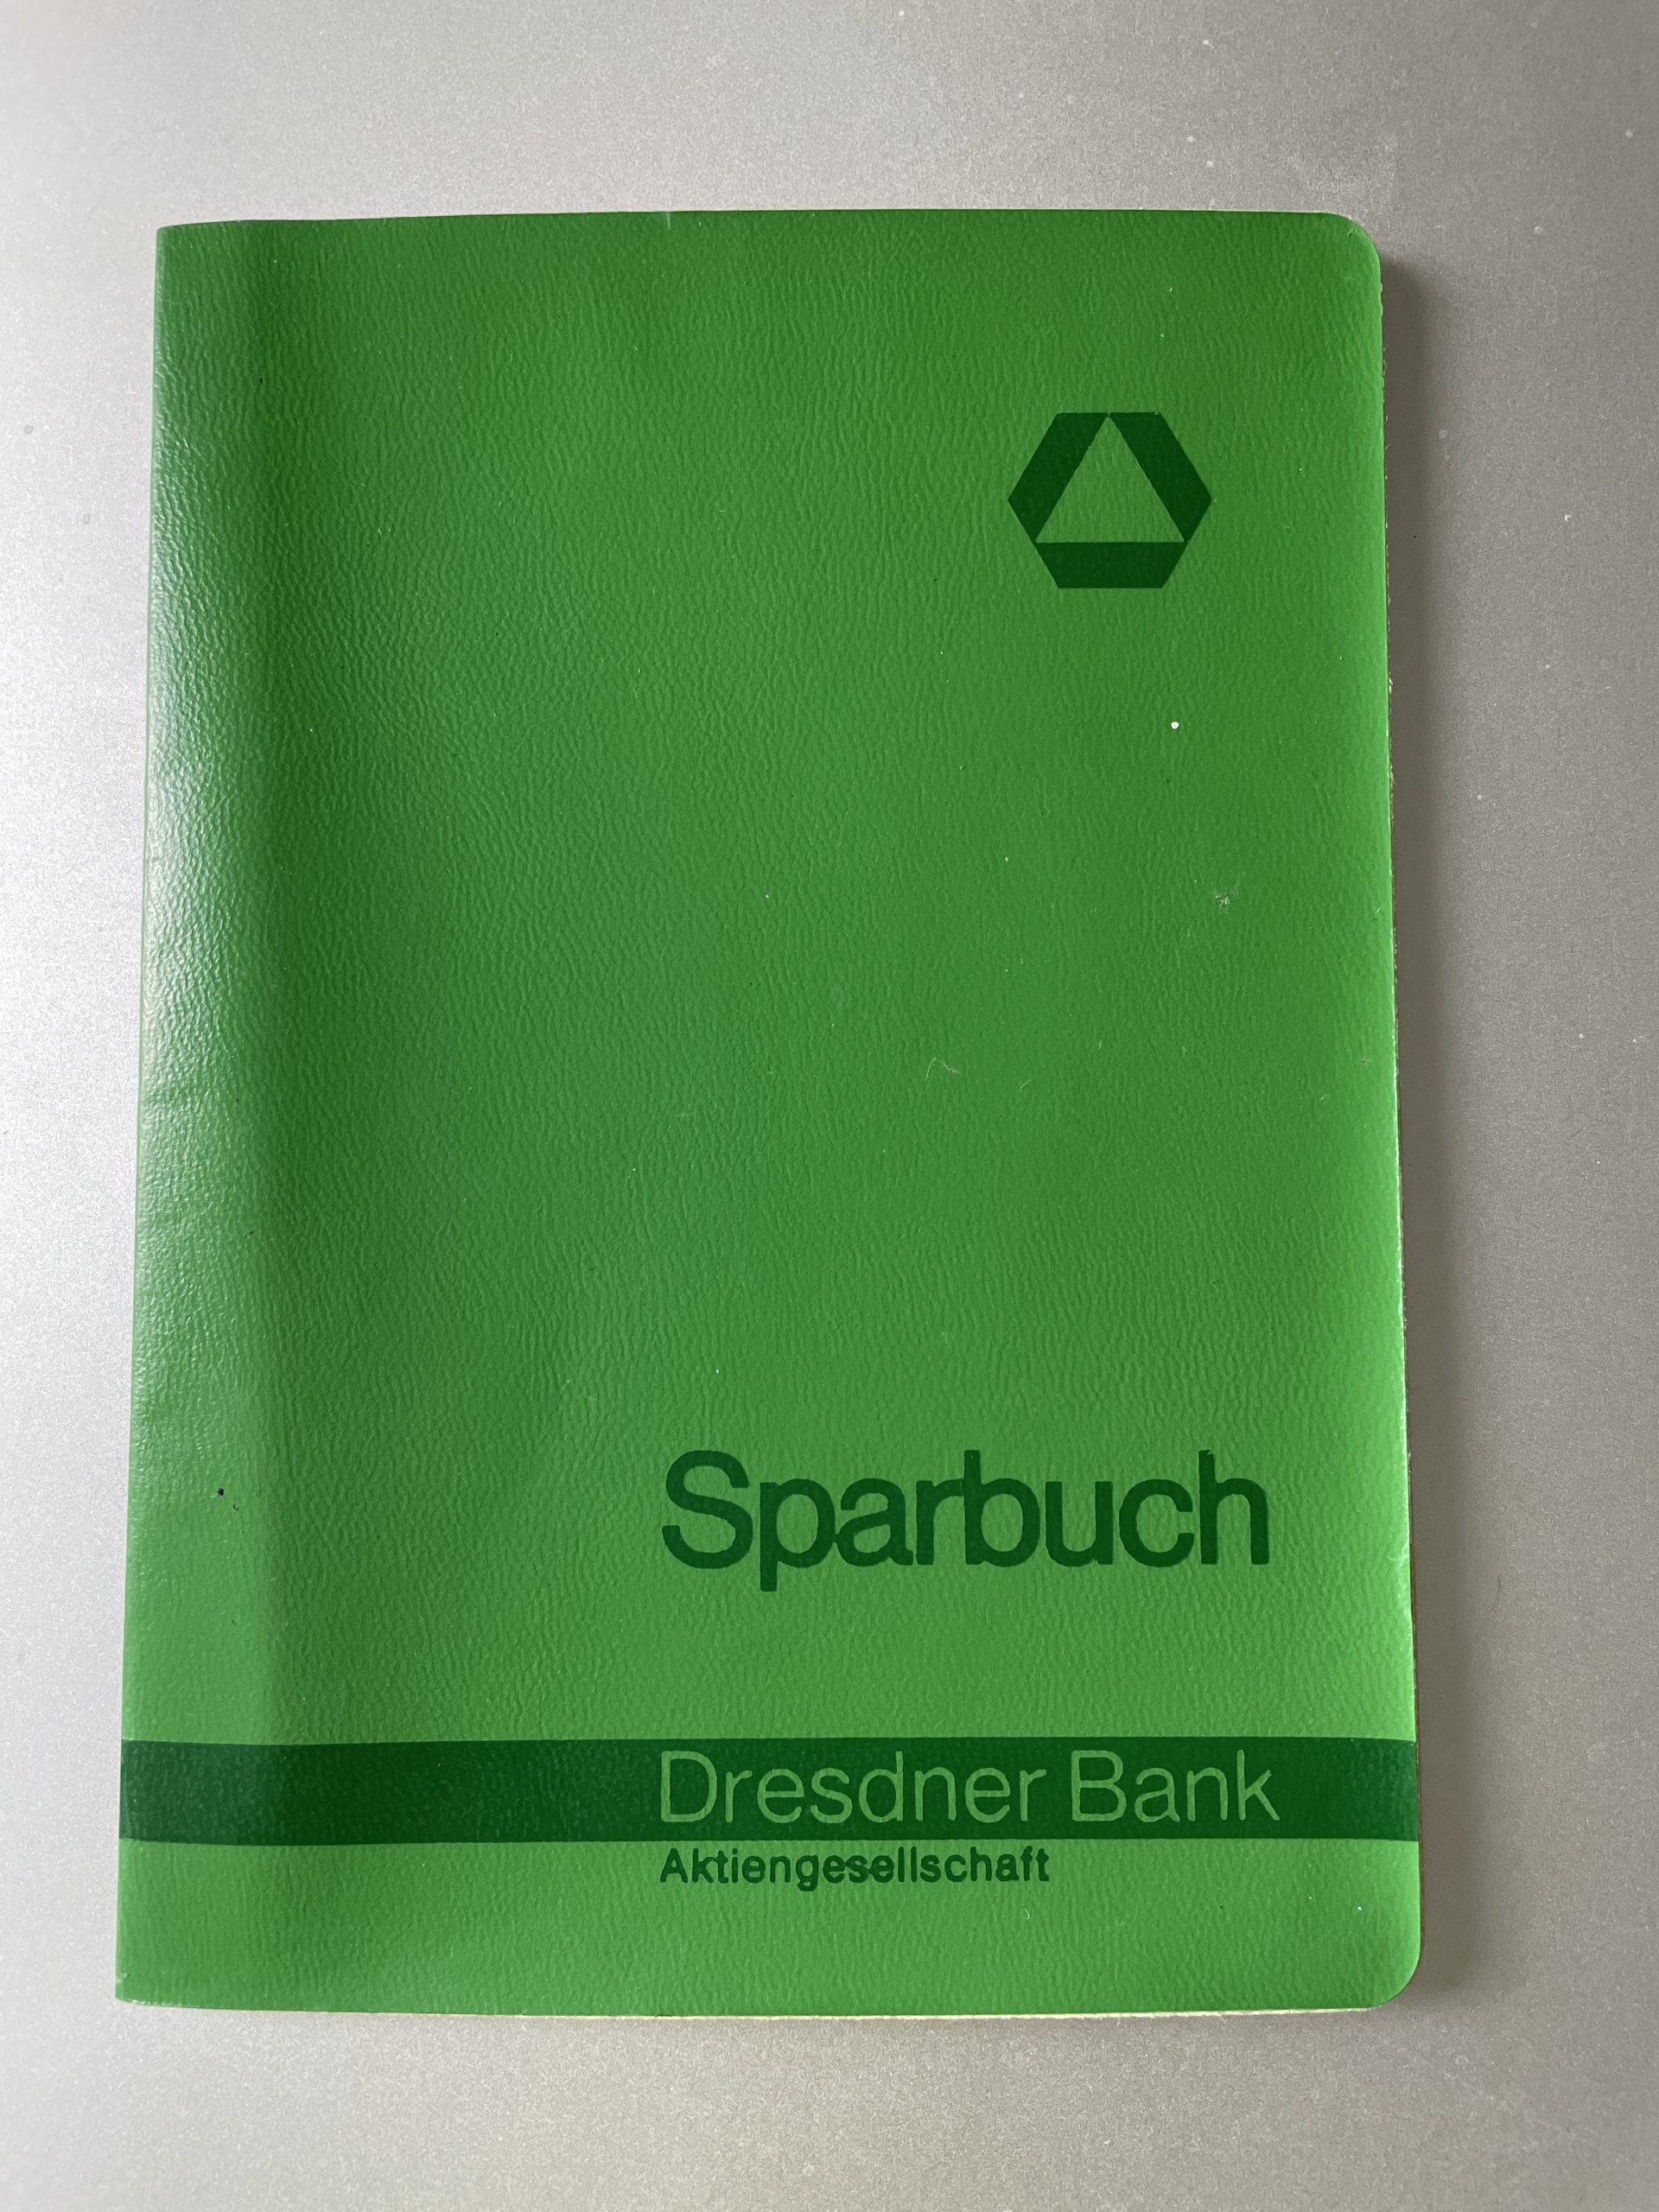 Sparbuch
Dresdner Bank
Aktiengesellschaft